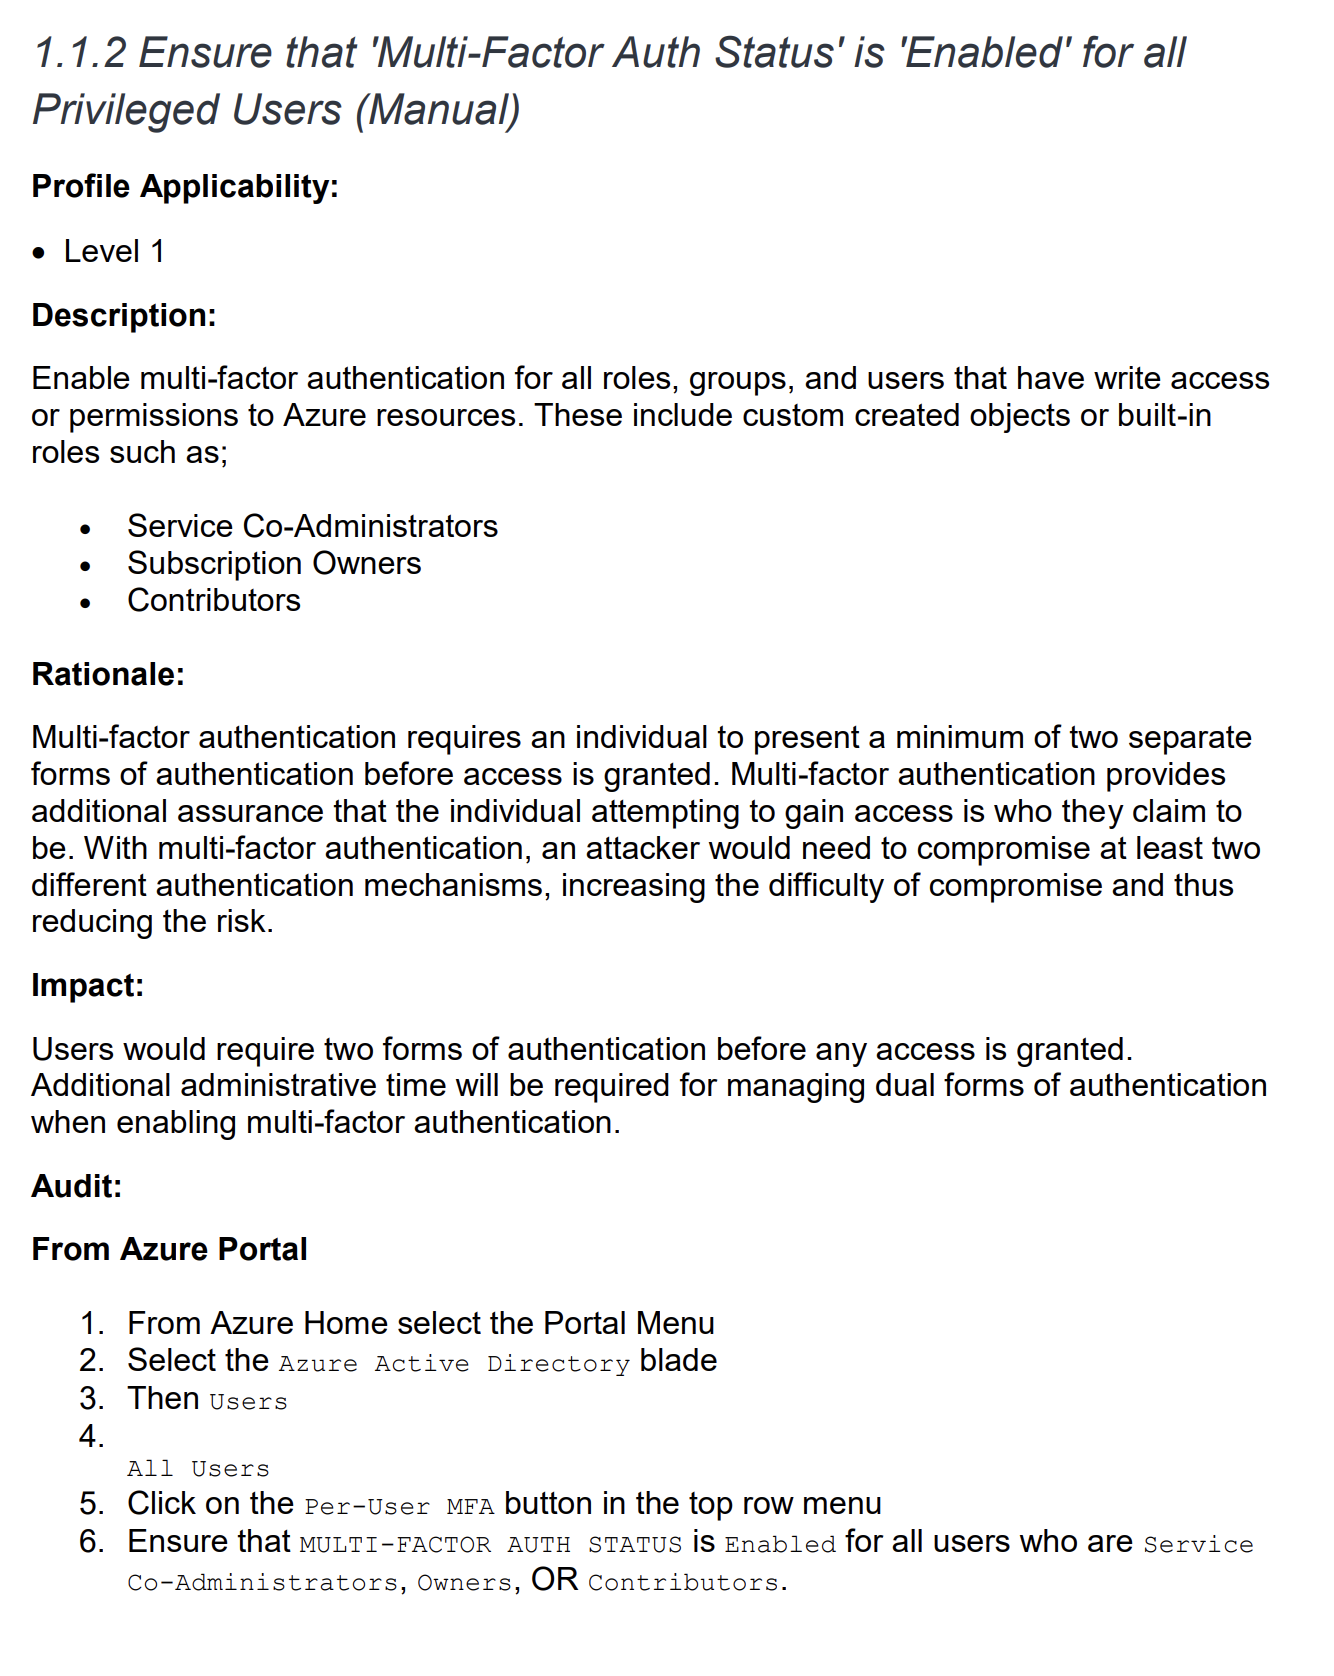 1.1.2 Ensure that 'Multi-Factor Auth Status' is 'Enabled' for all
Privileged Users (Manual)
Profile Applicability:
• Level 1
Description:
Enable multi-factor authentication for all roles, groups, and users that have write access
or permissions to Azure resources. These include custom created objects or built-in
roles such as;
• Service Co-Administrators
• Subscription Owners
• Contributors
Rationale:
Multi-factor authentication requires an individual to present a minimum of two separate
forms of authentication before access is granted. Multi-factor authentication provides
additional assurance that the individual attempting to gain access is who they claim to
be. With multi-factor authentication, an attacker would need to compromise at least two
different authentication mechanisms, increasing the difficulty of compromise and thus
reducing the risk.
Impact:
Users would require two forms of authentication before any access is granted.
Additional administrative time will be required for managing dual forms of authentication
when enabling multi-factor authentication.
Audit:
From Azure Portal
1. From Azure Home select the Portal Menu
2. Select the Azure Active Directory blade
3. Then Users
4.
All Users
5. Click on the Per-User MFA button in the top row menu
6. Ensure that MULTI-FACTOR AUTH STATUS is Enabled for all users who are Service
Co-Administrators, Owners, OR Contributors.